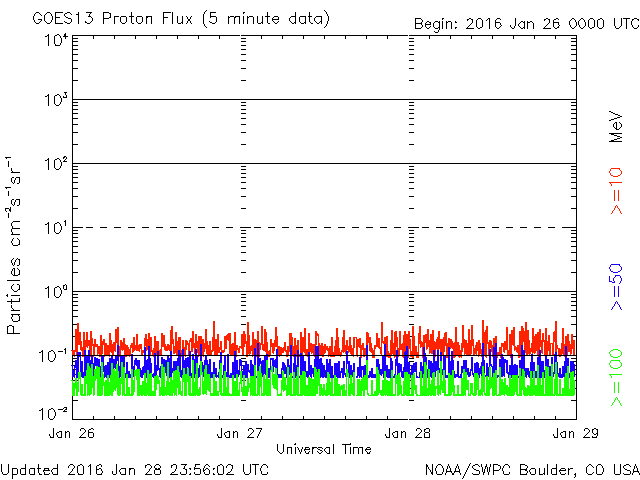 GOES13 Proton Flux (5 minute data)
Begin: 2016 Jan 26 0000 UTC
10⁴
10³
10²
10¹
10⁰
10⁻¹
10⁻²
Particles cm⁻²s⁻¹sr⁻¹
MeV
>=10
>=50
>=100
Jan 26
Jan 27
Jan 28
Jan 29
Universal Time
Updated 2016 Jan 28 23:56:02 UTC
NOAA/SWPC Boulder, CO USA